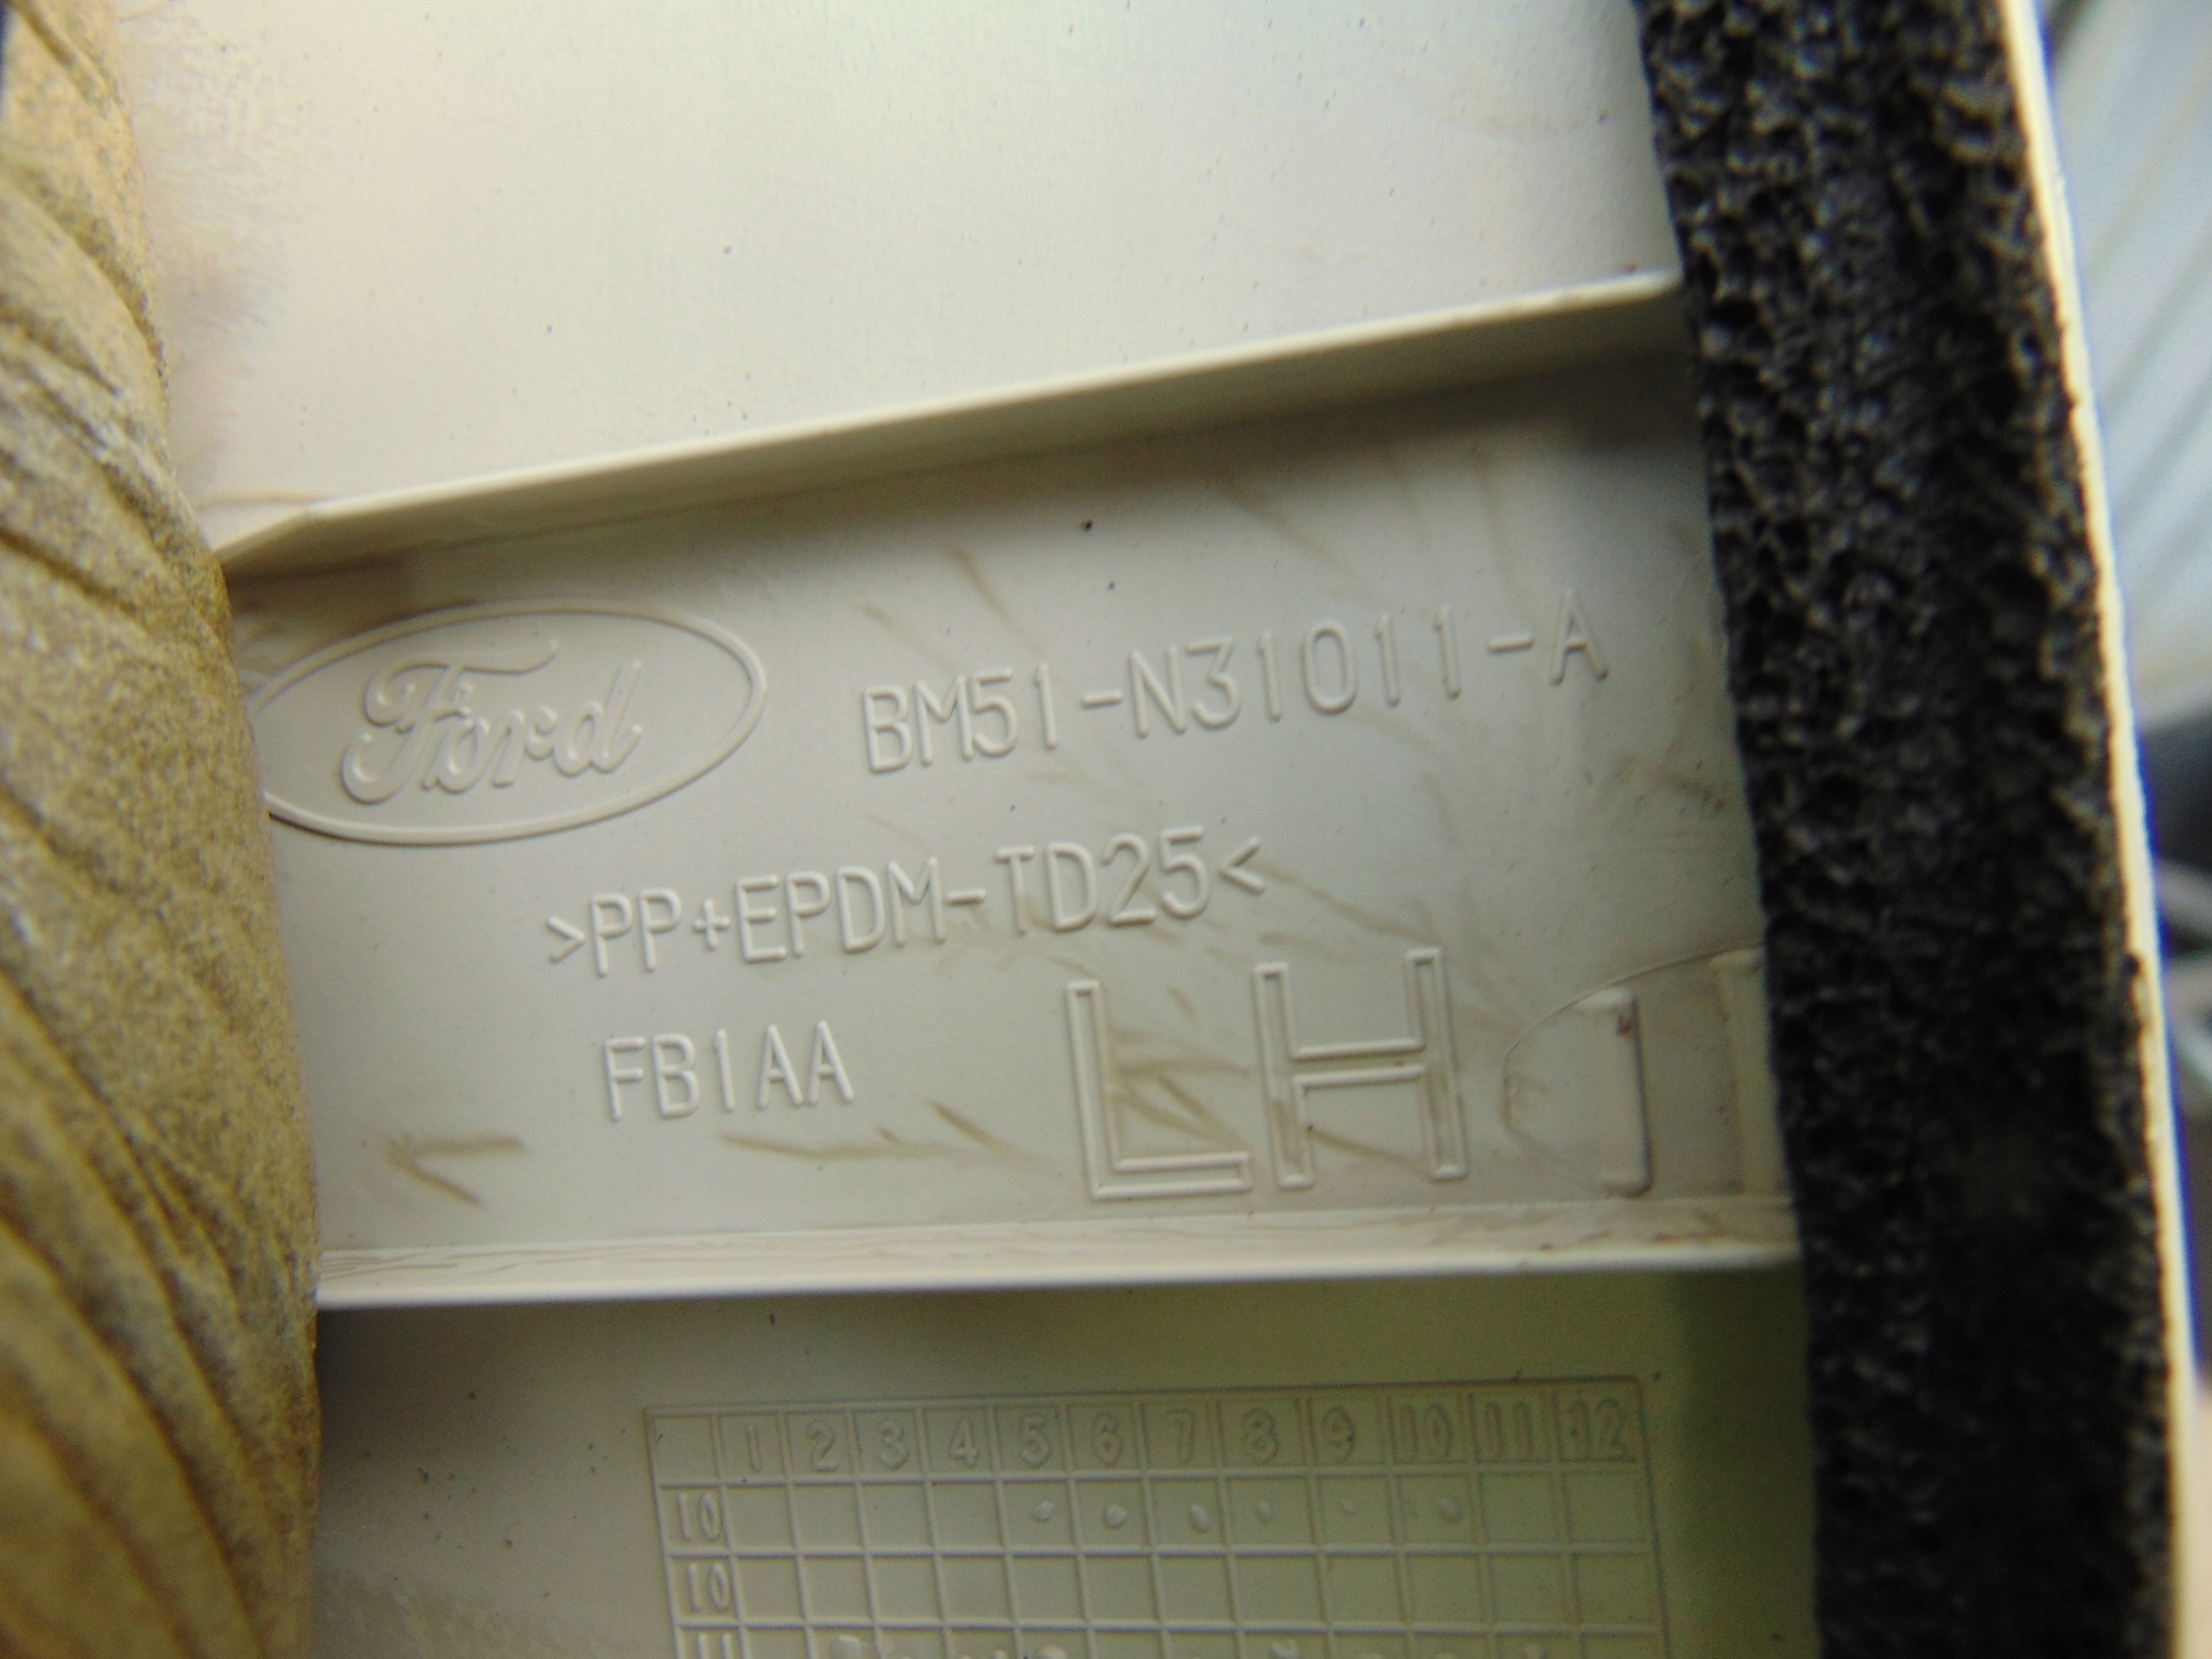 Ford BM51-N31011-A
>PP+EPDM-TD25<
FB1AA
LH
1 2 3 4 5 6 7 8 9 10 11 12
10
10
11